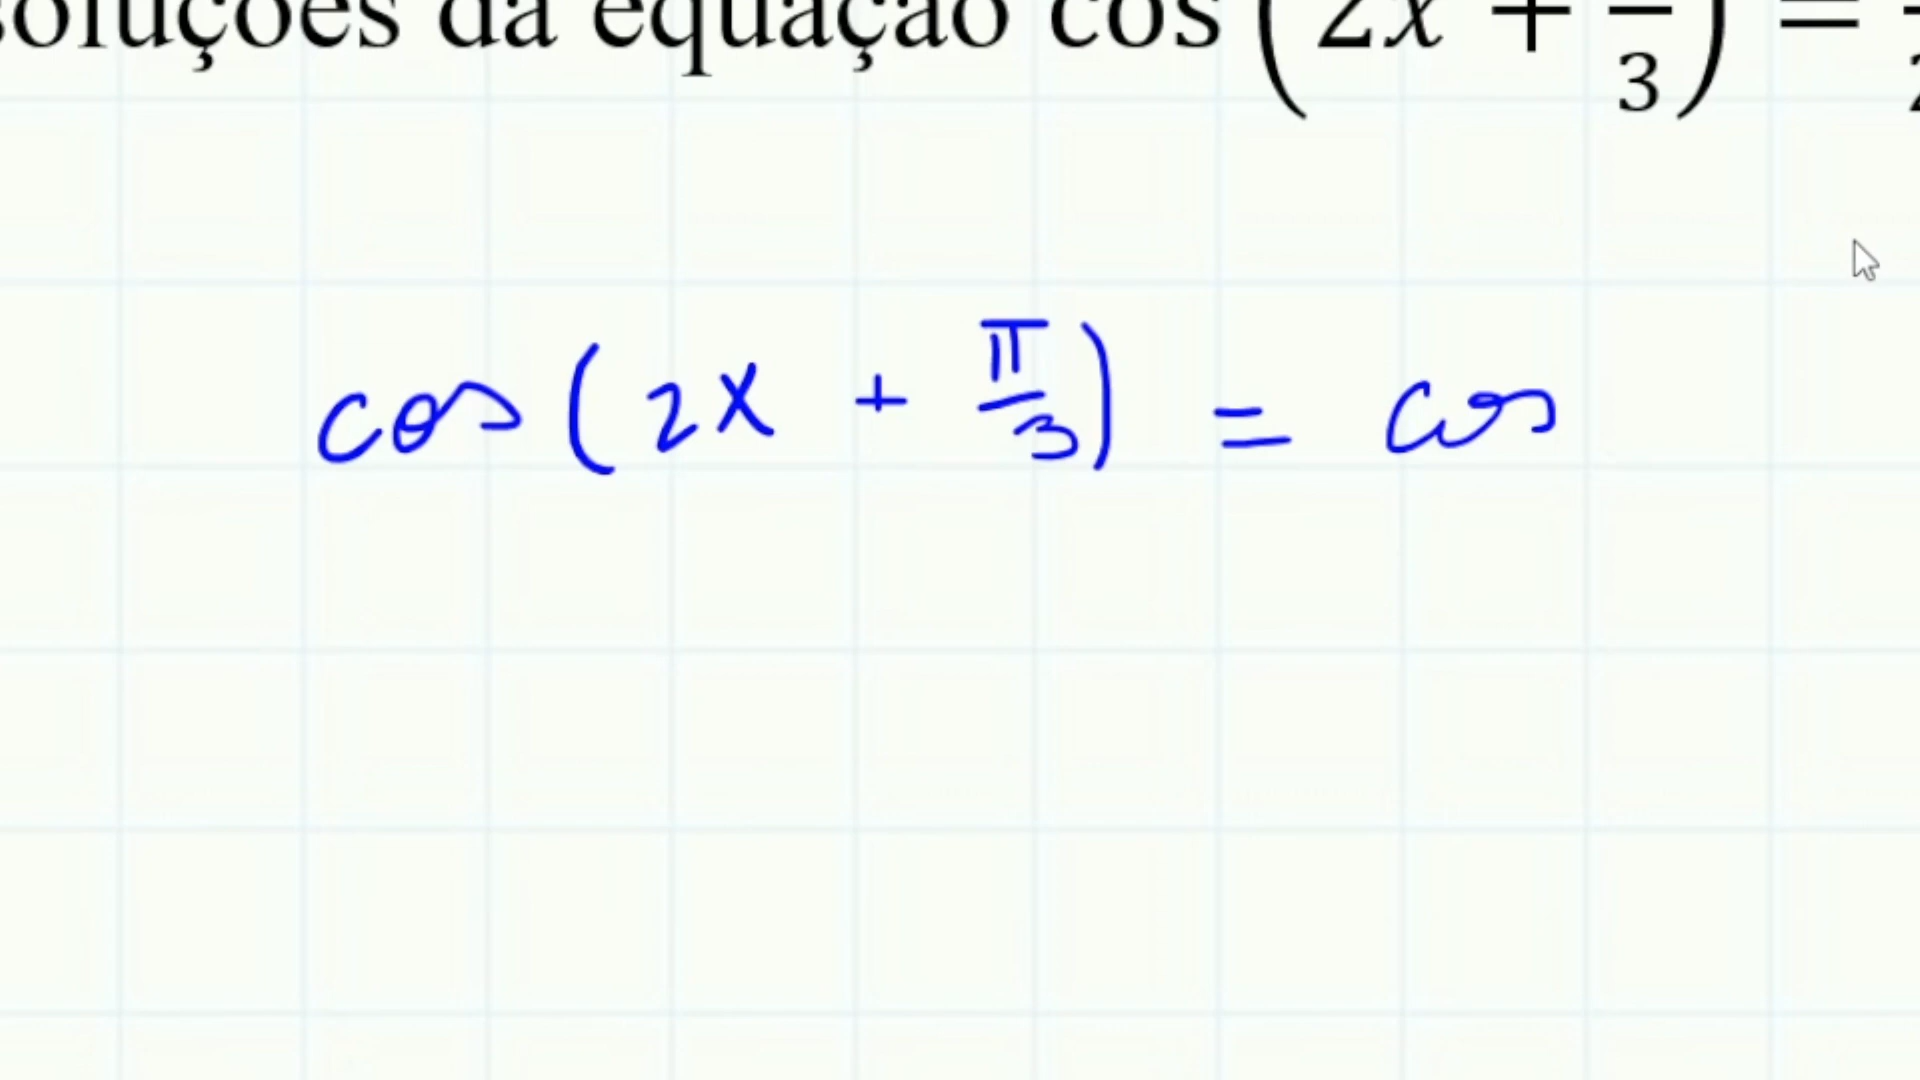 soluções da equação cos (2x + — / 3) =
cos (2x + π/3) = cos